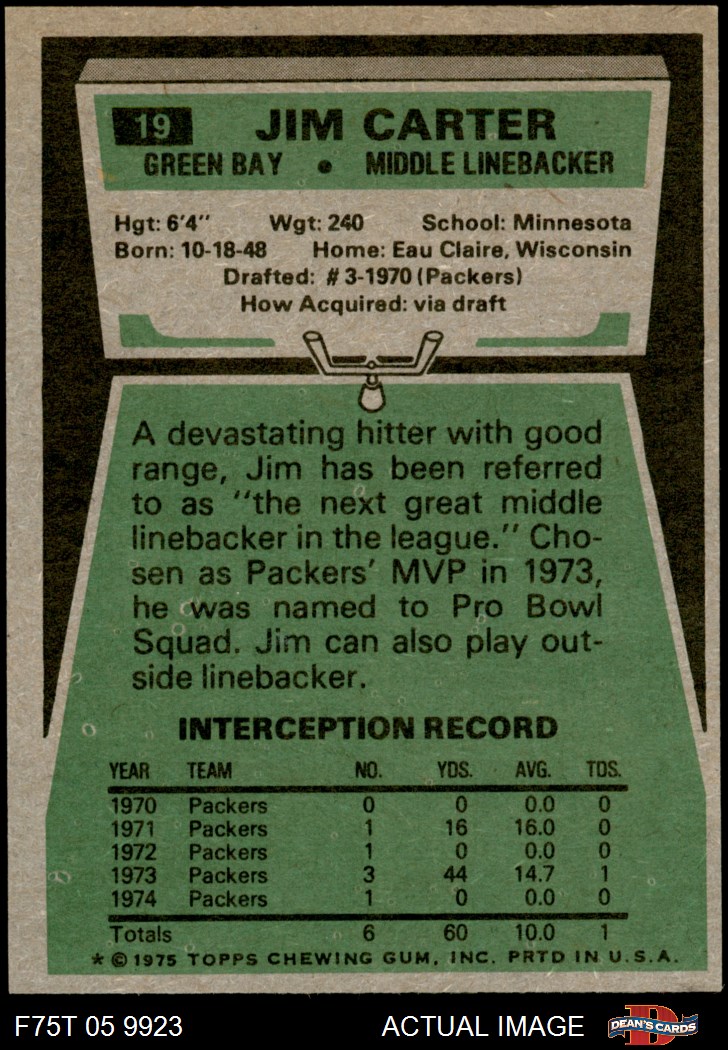 19 JIM CARTER
GREEN BAY • MIDDLE LINEBACKER
Hgt: 6'4" Wgt: 240 School: Minnesota
Born: 10-18-48 Home: Eau Claire, Wisconsin
Drafted: # 3-1970 (Packers)
How Acquired: via draft
A devastating hitter with good
range, Jim has been referred
to as "the next great middle
linebacker in the league." Cho-
sen as Packers' MVP in 1973,
he was named to Pro Bowl
Squad. Jim can also play out-
side linebacker.
INTERCEPTION RECORD
YEAR TEAM NO. YDS. AVG. TDS.
1970 Packers 0 0 0.0 0
1971 Packers 1 16 16.0 0
1972 Packers 1 0 0.0 0
1973 Packers 3 44 14.7 1
1974 Packers 1 0 0.0 0
Totals 6 60 10.0 1
* © 1975 TOPPS CHEWING GUM, INC. PRTD IN U.S.A.
F75T 05 9923 ACTUAL IMAGE D DEAN'S CARDS